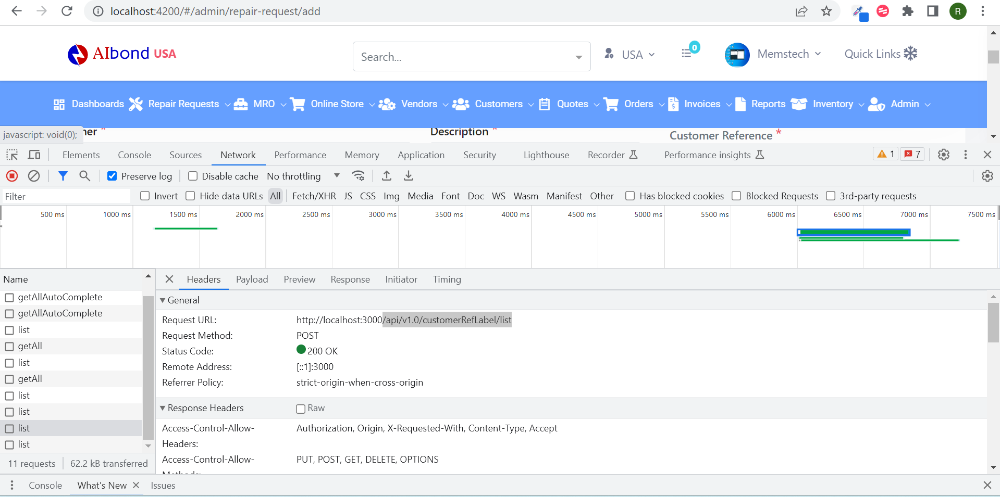 localhost:4200/#/admin/repair-request/add
R
AIbond USA
Search...
USA
0
Memstech
Quick Links
Dashboards Repair Requests MRO Online Store Vendors Customers Quotes Orders Invoices Reports Inventory Admin
javascript: void(0);
ner * Description * Customer Reference *
Elements Console Sources Network Performance Memory Application Security Lighthouse Recorder Performance insights 1 7
Preserve log Disable cache No throttling
Filter Invert Hide data URLs All Fetch/XHR JS CSS Img Media Font Doc WS Wasm Manifest Other Has blocked cookies Blocked Requests 3rd-party requests
500 ms 1000 ms 1500 ms 2000 ms 2500 ms 3000 ms 3500 ms 4000 ms 4500 ms 5000 ms 5500 ms 6000 ms 6500 ms 7000 ms 7500 ms
Name
getAllAutoComplete
getAllAutoComplete
list
getAll
list
getAll
list
list
list
list
11 requests 62.2 kB transferred
Headers Payload Preview Response Initiator Timing
General
Request URL: http://localhost:3000/api/v1.0/customerRefLabel/list
Request Method: POST
Status Code: 200 OK
Remote Address: [::1]:3000
Referrer Policy: strict-origin-when-cross-origin
Response Headers Raw
Access-Control-Allow- Authorization, Origin, X-Requested-With, Content-Type, Accept
Headers:
Access-Control-Allow- PUT, POST, GET, DELETE, OPTIONS
Methods:
Console What's New Issues